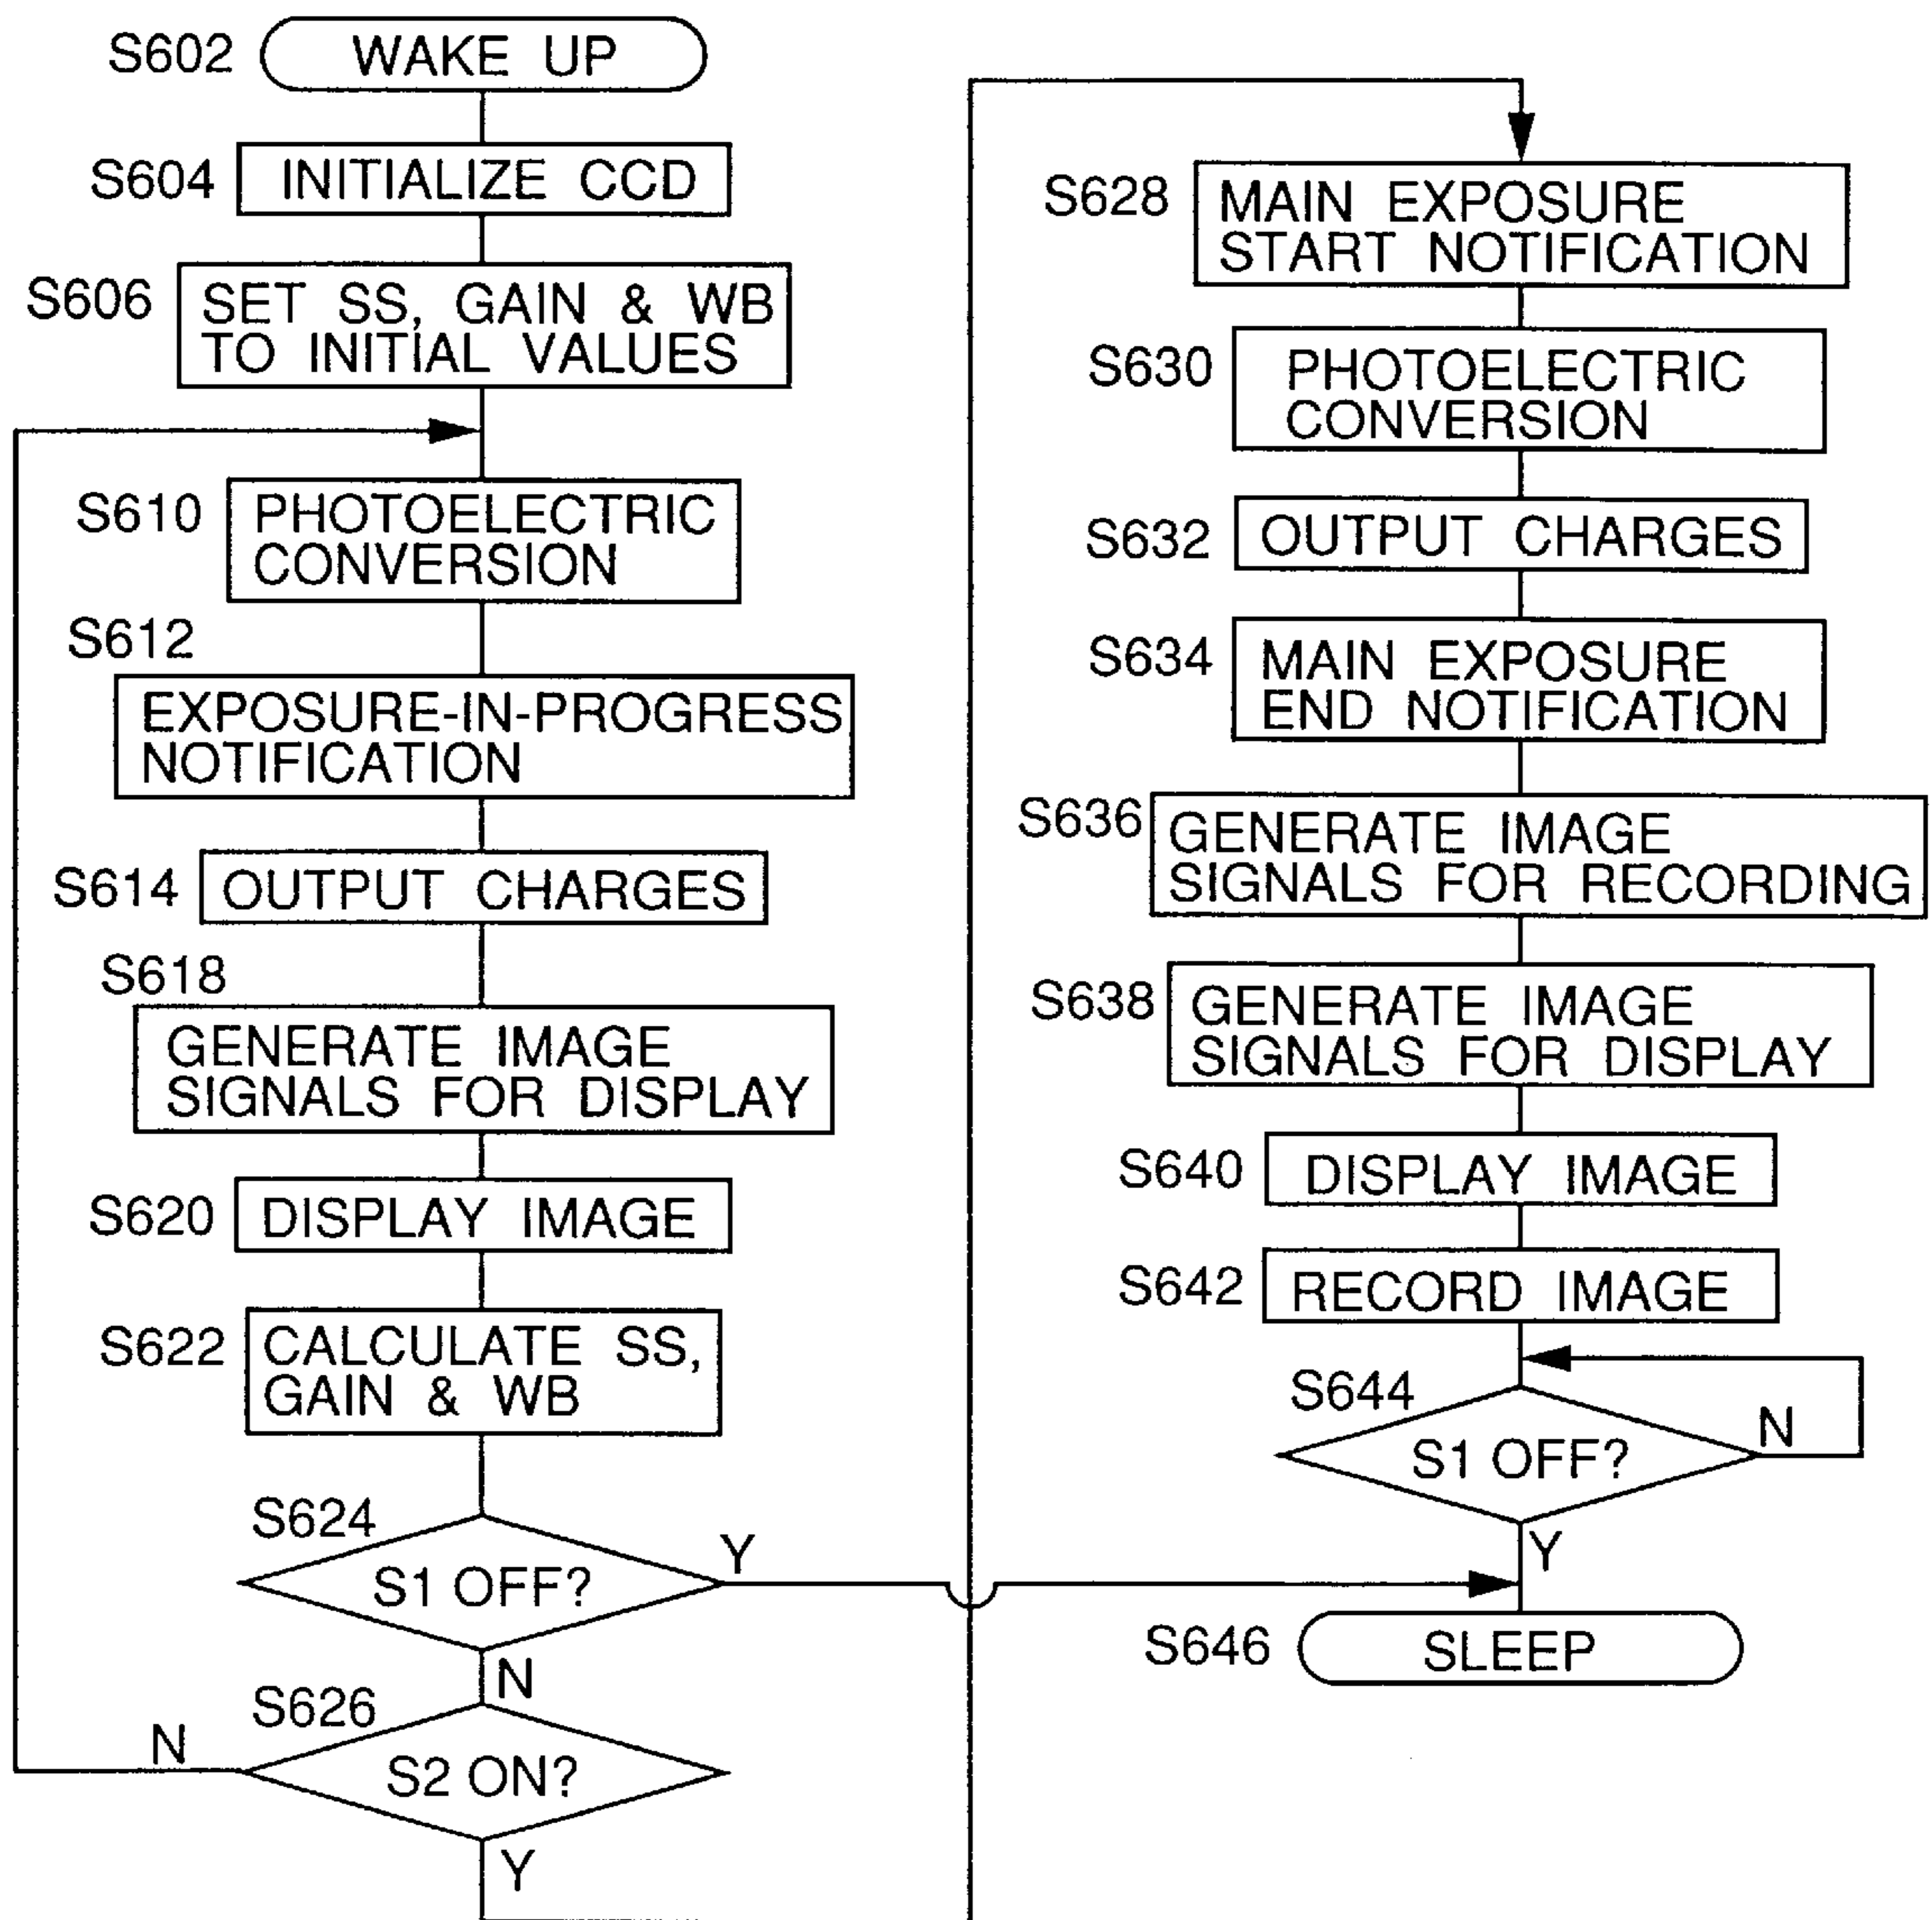 S602 WAKE UP
S604 INITIALIZE CCD
S606 SET SS, GAIN & WB
TO INITIAL VALUES
S610 PHOTOELECTRIC
CONVERSION
S612
EXPOSURE-IN-PROGRESS
NOTIFICATION
S614 OUTPUT CHARGES
S618
GENERATE IMAGE
SIGNALS FOR DISPLAY
S620 DISPLAY IMAGE
S622 CALCULATE SS,
GAIN & WB
S624
S1 OFF?
Y
N
S626
S2 ON?
N
Y
S628 MAIN EXPOSURE
START NOTIFICATION
S630 PHOTOELECTRIC
CONVERSION
S632 OUTPUT CHARGES
S634 MAIN EXPOSURE
END NOTIFICATION
S636 GENERATE IMAGE
SIGNALS FOR RECORDING
S638 GENERATE IMAGE
SIGNALS FOR DISPLAY
S640 DISPLAY IMAGE
S642 RECORD IMAGE
S644
S1 OFF?
N
Y
S646 SLEEP